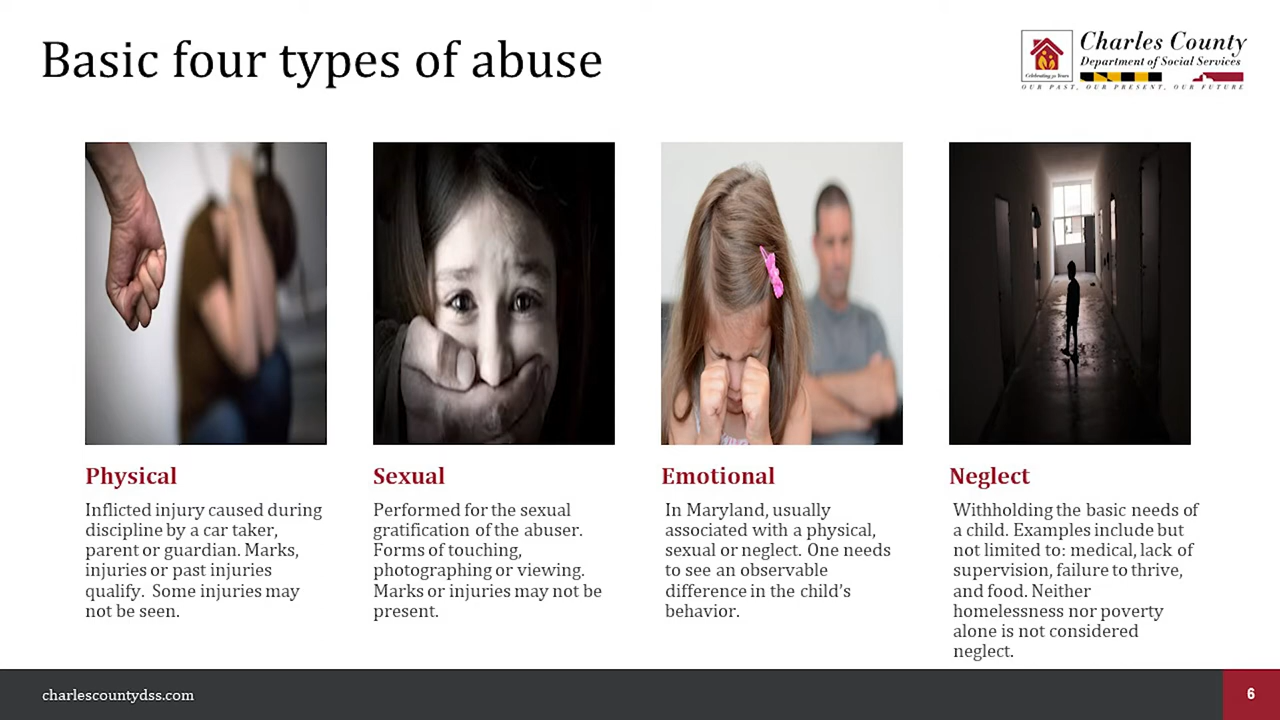 Basic four types of abuse
Charles County
Department of Social Services
OUR PAST, OUR PRESENT, OUR FUTURE
Physical
Inflicted injury caused during
discipline by a car taker,
parent or guardian. Marks,
injuries or past injuries
qualify. Some injuries may
not be seen.
Sexual
Performed for the sexual
gratification of the abuser.
Forms of touching,
photographing or viewing.
Marks or injuries may not be
present.
Emotional
In Maryland, usually
associated with a physical,
sexual or neglect. One needs
to see an observable
difference in the child's
behavior.
Neglect
Withholding the basic needs of
a child. Examples include but
not limited to: medical, lack of
supervision, failure to thrive,
and food. Neither
homelessness nor poverty
alone is not considered
neglect.
charlescountydss.com
6